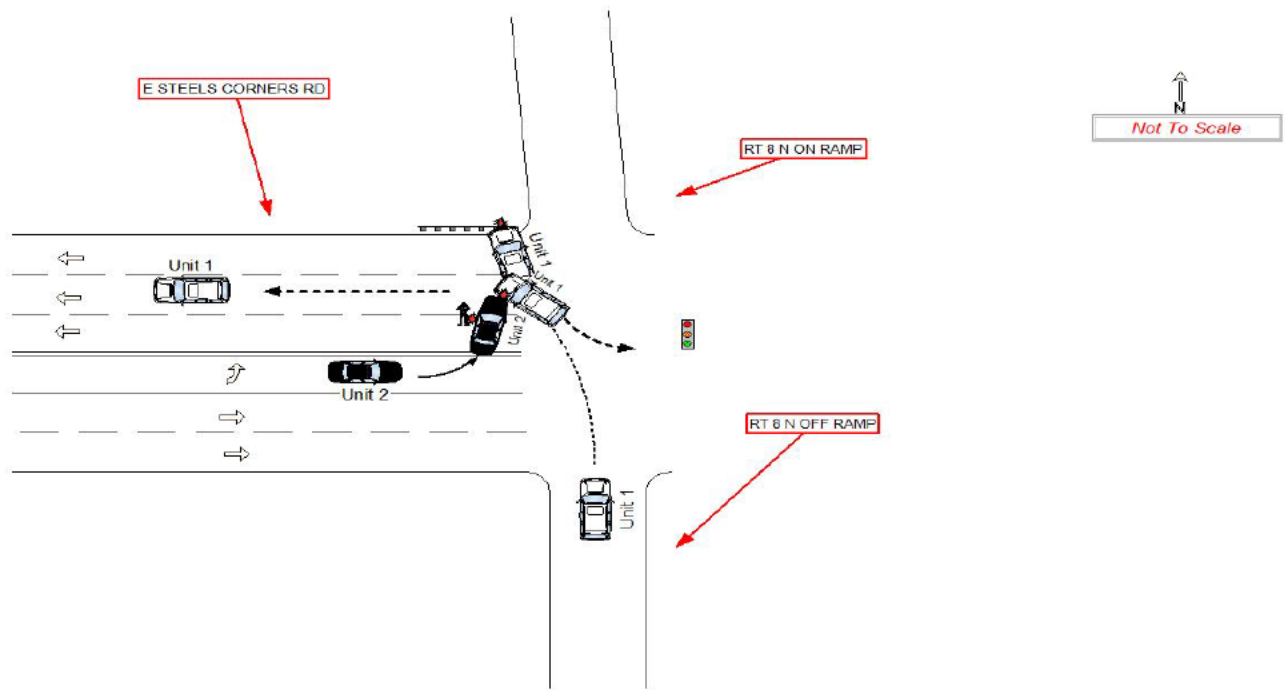 E STEELS CORNERS RD
N
Not To Scale
RT 8 N ON RAMP
Unit 1
Unit 1
Unit 1
Unit 2
Unit 2
RT 8 N OFF RAMP
Unit 1